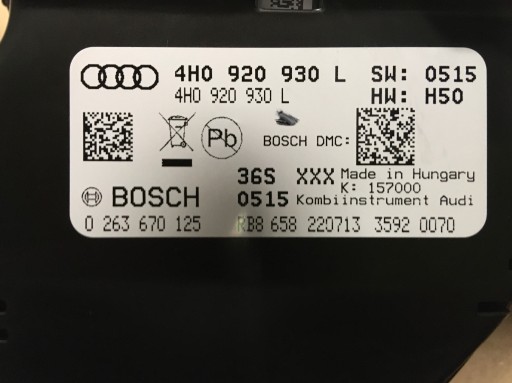 4H0 920 930 L SW: 0515
4H0 920 930 L HW: H50
Pb BOSCH DMC:
36S XXX Made in Hungary
K: 157000
BOSCH 0515 Kombiinstrument Audi
0 263 670 125 RB8 658 220713 3592 0070